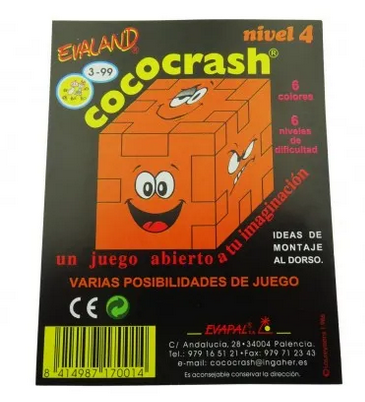 EVALAND
nivel 4
3-99
cococrash®
6
colores
6
niveles
de
dificultad
un juego abierto a tu imaginación
IDEAS DE
MONTAJE
AL DORSO.
VARIAS POSIBILIDADES DE JUEGO
CE
EVAPAL
C/ Andalucía, 28 • 34004 Palencia.
Tel.: 979 16 51 21 • Fax: 979 71 23 43
e-mail: cococrash@ingaher.com
Es aconsejable conservar la dirección.
8 414987 170014